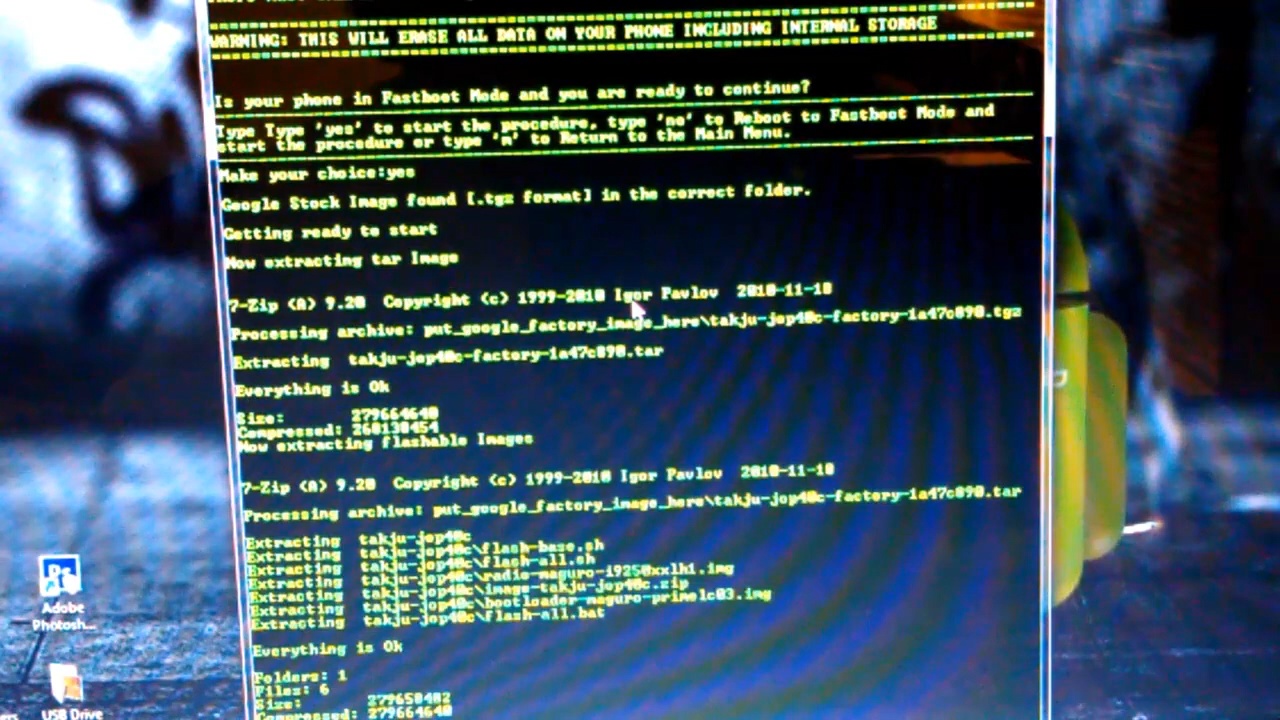 WARNING: THIS WILL ERASE ALL DATA ON YOUR PHONE INCLUDING INTERNAL STORAGE
Is your phone in Fastboot Mode and you are ready to continue?
Type Type 'yes' to start the procedure, type 'no' to Reboot to Fastboot Mode and
start the procedure or type 'm' to Return to the Main Menu.
Make your choice:yes
Google Stock Image found [.tgz format] in the correct folder.
Getting ready to start
Now extracting tar Image
7-Zip (A) 9.20 Copyright (c) 1999-2010 Igor Pavlov 2010-11-18
Processing archive: put_google_factory_image_here\takju-jop40c-factory-1a47c890.tgz
Extracting takju-jop40c-factory-1a47c890.tar
Everything is Ok
Size: 279664640
Compressed: 260130454
Now extracting flashable Images
7-Zip (A) 9.20 Copyright (c) 1999-2010 Igor Pavlov 2010-11-18
Processing archive: put_google_factory_image_here\takju-jop40c-factory-1a47c890.tar
Extracting takju-jop40c
Extracting takju-jop40c\flash-base.sh
Extracting takju-jop40c\flash-all.sh
Extracting takju-jop40c\radio-maguro-i9250xxlh1.img
Extracting takju-jop40c\image-takju-jop40c.zip
Extracting takju-jop40c\bootloader-maguro-primelc03.img
Extracting takju-jop40c\flash-all.bat
Everything is Ok
Folders: 1
Files: 6
Size: 279658482
Compressed: 279664640
Ps
Adobe
Photosh...
USB Drive